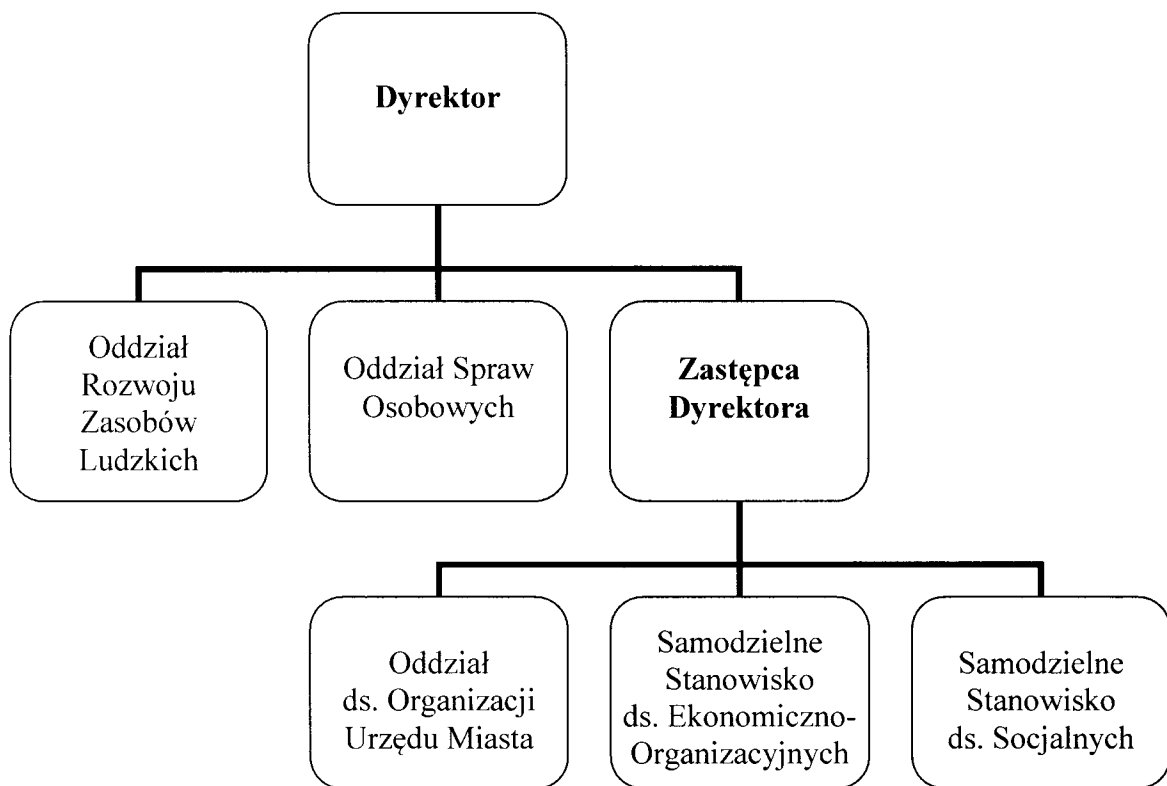 Dyrektor
Oddział
Rozwoju
Zasobów
Ludzkich
Oddział Spraw
Osobowych
Zastępca
Dyrektora
Oddział
ds. Organizacji
Urzędu Miasta
Samodzielne
Stanowisko
ds. Ekonomiczno-
Organizacyjnych
Samodzielne
Stanowisko
ds. Socjalnych